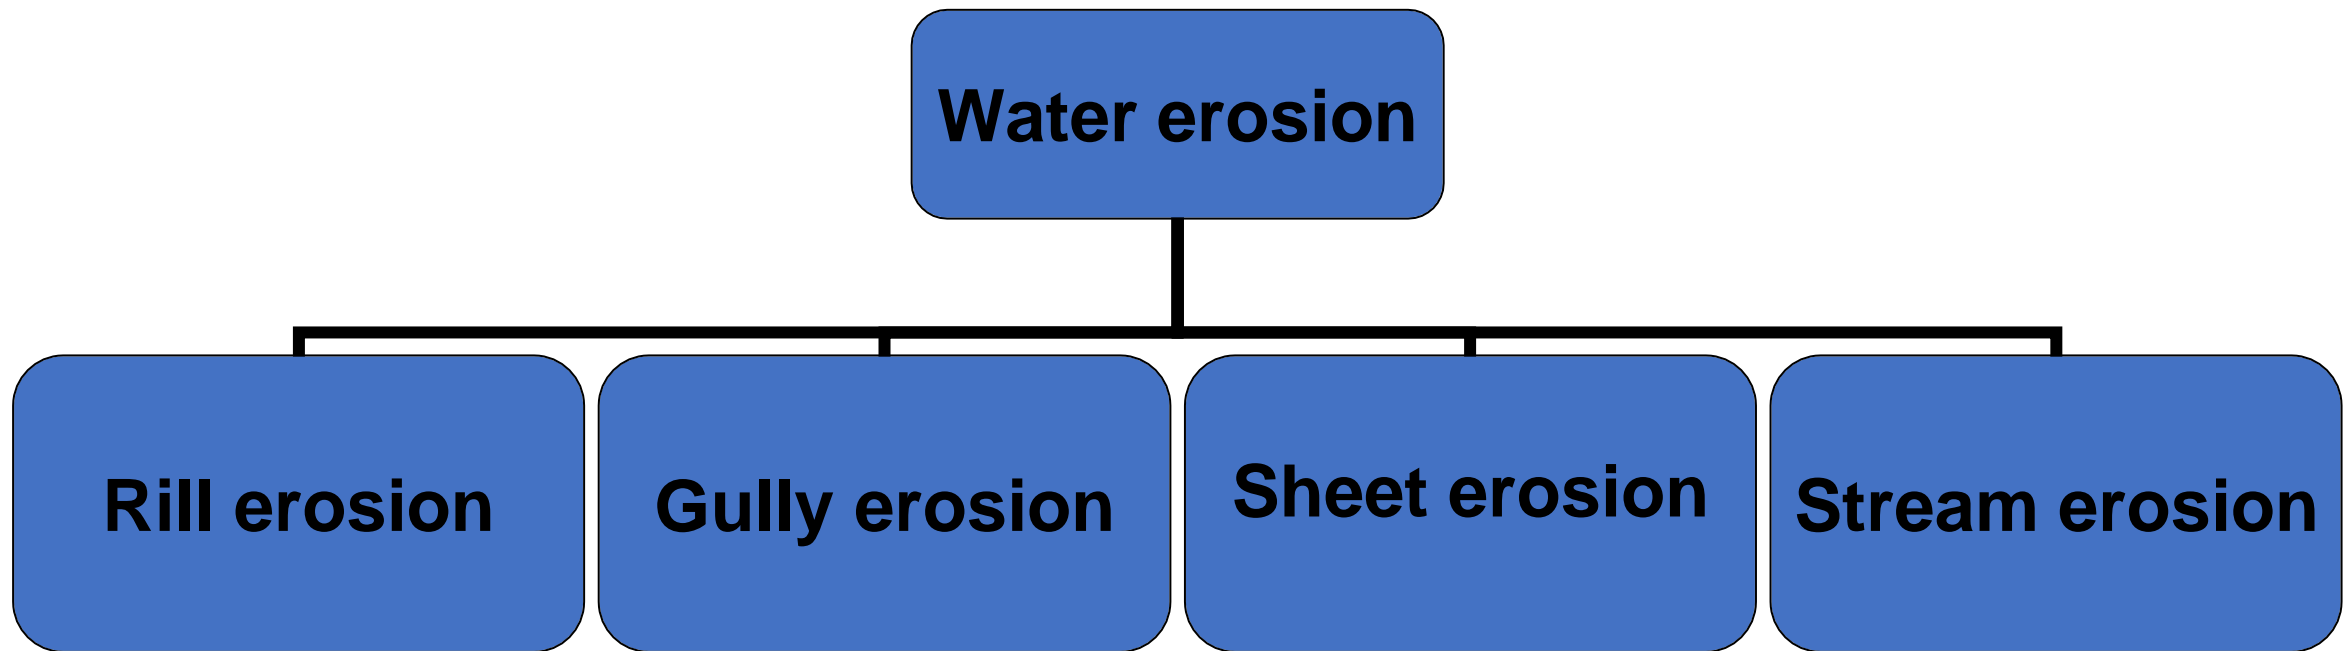 Water erosion
Rill erosion
Gully erosion
Sheet erosion
Stream erosion